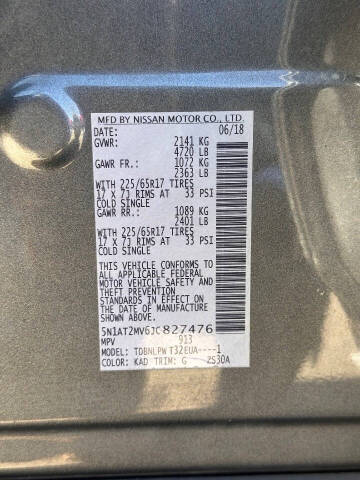 MFD BY NISSAN MOTOR CO., LTD.
DATE: 06/18
GVWR: 2141 KG
4720 LB
GAWR FR.: 1072 KG
2363 LB
WITH 225/65R17 TIRES
17 X 7J RIMS AT 33 PSI
COLD SINGLE
GAWR RR.: 1089 KG
2401 LB
WITH 225/65R17 TIRES
17 X 7J RIMS AT 33 PSI
COLD SINGLE
THIS VEHICLE CONFORMS TO
ALL APPLICABLE FEDERAL
MOTOR VEHICLE SAFETY AND
THEFT PREVENTION
STANDARDS IN EFFECT ON
THE DATE OF MANUFACTURE
SHOWN ABOVE.
5N1AT2MV6JC827476
MPV 913
MODEL: TDBNLPW T32EUA----1
COLOR: KAD TRIM: G ZS30A